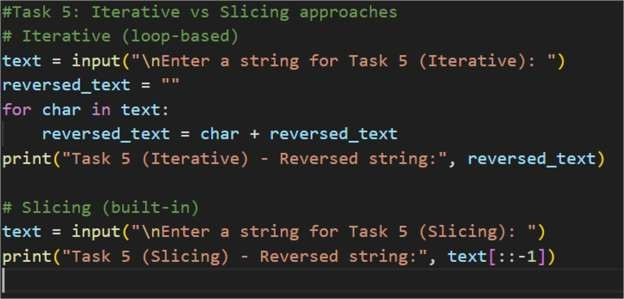 #Task 5: Iterative vs Slicing approaches
# Iterative (loop-based)
text = input("\nEnter a string for Task 5 (Iterative): ")
reversed_text = ""
for char in text:
    reversed_text = char + reversed_text
print("Task 5 (Iterative) - Reversed string:", reversed_text)

# Slicing (built-in)
text = input("\nEnter a string for Task 5 (Slicing): ")
print("Task 5 (Slicing) - Reversed string:", text[::-1])